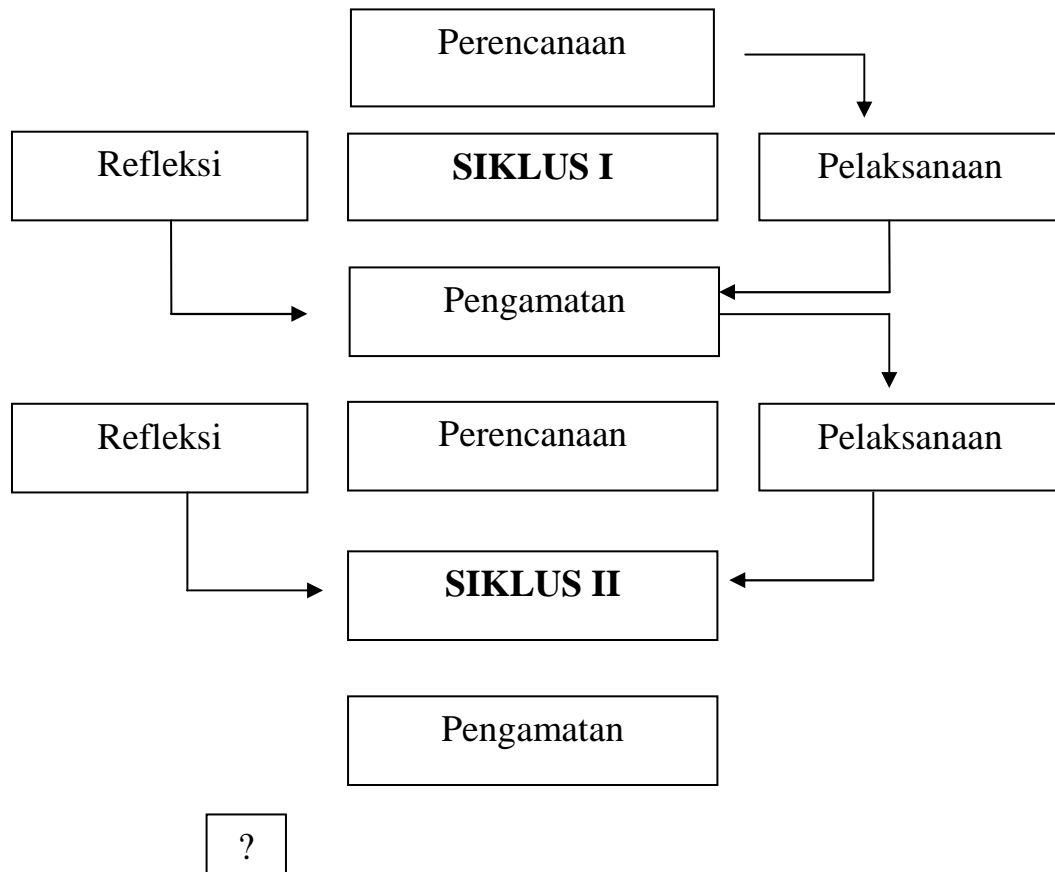 Perencanaan
Refleksi
SIKLUS I
Pelaksanaan
Pengamatan
Refleksi
Perencanaan
Pelaksanaan
SIKLUS II
Pengamatan
?